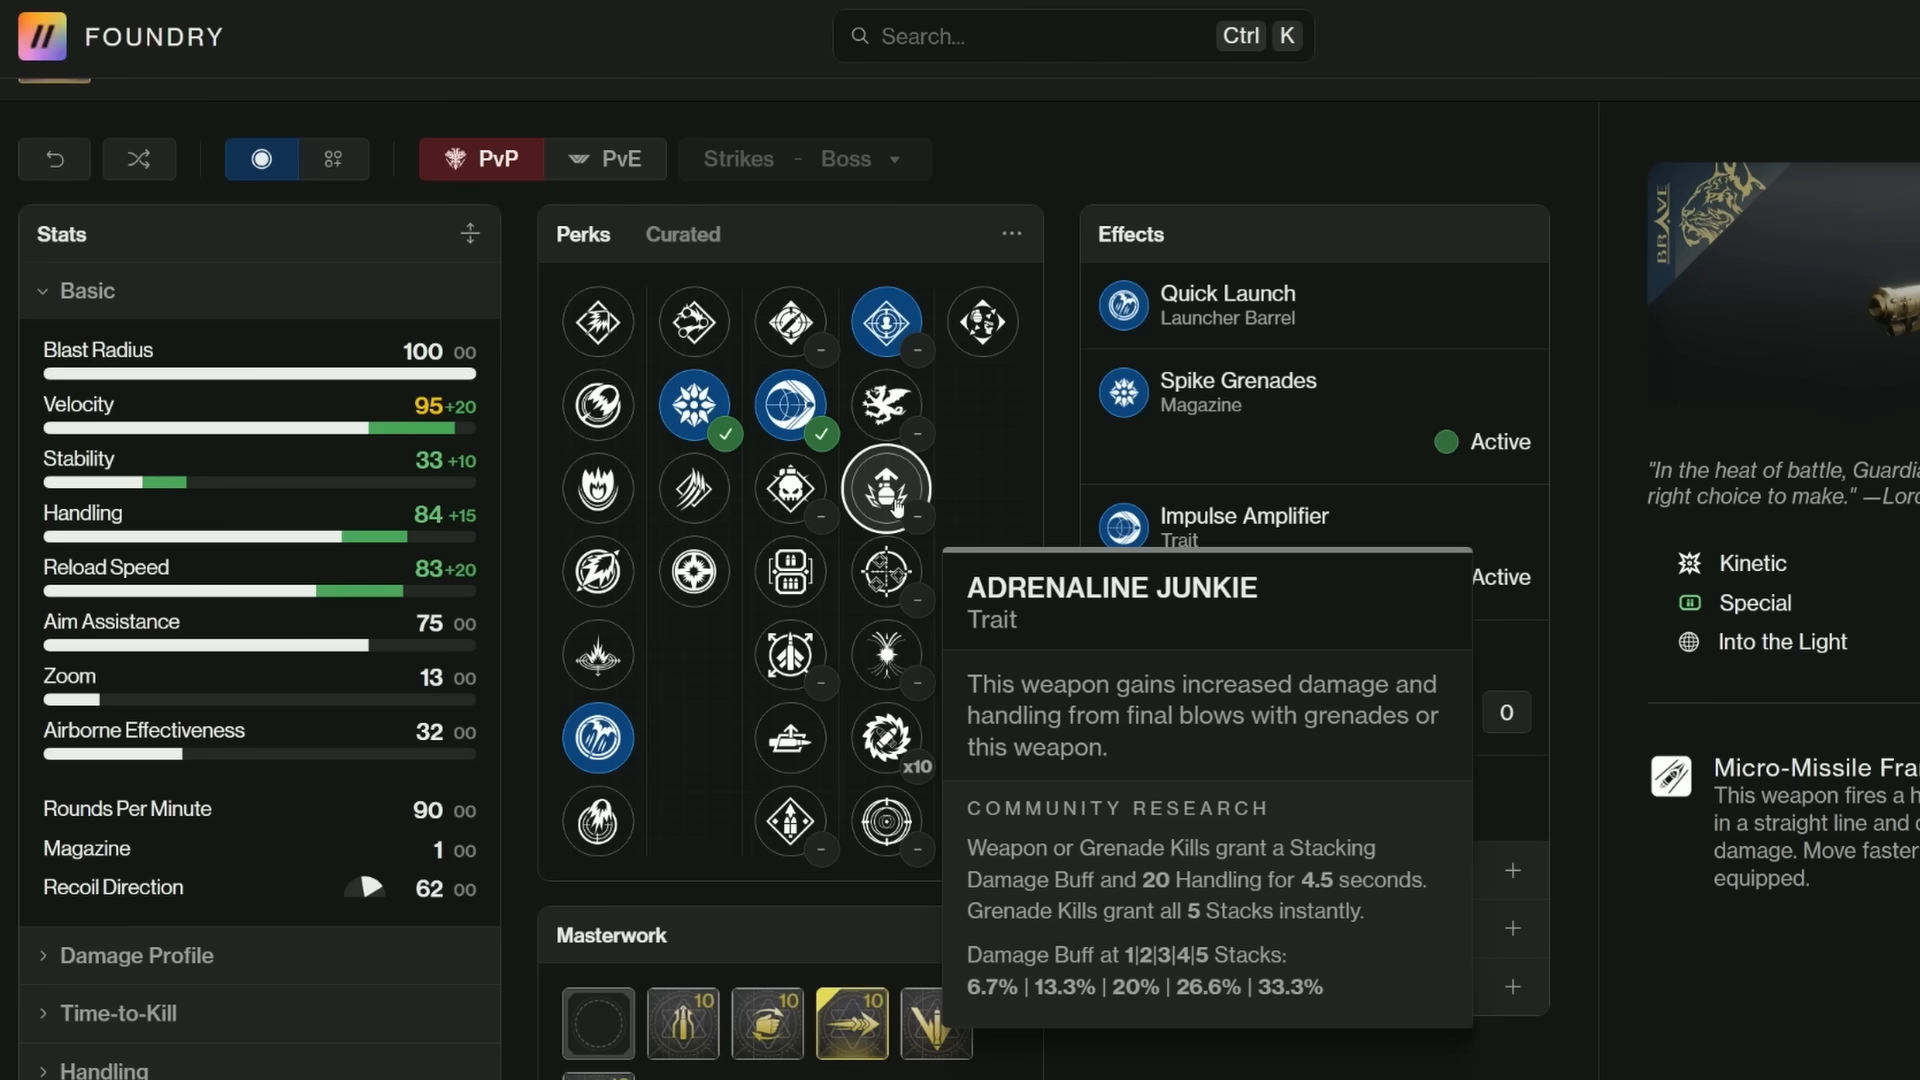 FOUNDRY
Search...
Ctrl
K
PvP
PvE
Strikes - Boss
Stats
Basic
Blast Radius 100 00
Velocity 95 +20
Stability 33 +10
Handling 84 +15
Reload Speed 83 +20
Aim Assistance 75 00
Zoom 13 00
Airborne Effectiveness 32 00
Rounds Per Minute 90 00
Magazine 1 00
Recoil Direction 62 00
Damage Profile
Time-to-Kill
Handling
Perks
Curated
x10
Masterwork
10
10
10
Effects
Quick Launch
Launcher Barrel
Spike Grenades
Magazine
Active
Impulse Amplifier
Trait
Active
0
ADRENALINE JUNKIE
Trait
This weapon gains increased damage and
handling from final blows with grenades or
this weapon.
COMMUNITY RESEARCH
Weapon or Grenade Kills grant a Stacking
Damage Buff and 20 Handling for 4.5 seconds.
Grenade Kills grant all 5 Stacks instantly.
Damage Buff at 1|2|3|4|5 Stacks:
6.7% | 13.3% | 20% | 26.6% | 33.3%
BRAVE
"In the heat of battle, Guardia
right choice to make." —Lor
Kinetic
Special
Into the Light
Micro-Missile Fra
This weapon fires a h
in a straight line and
damage. Move faster
equipped.